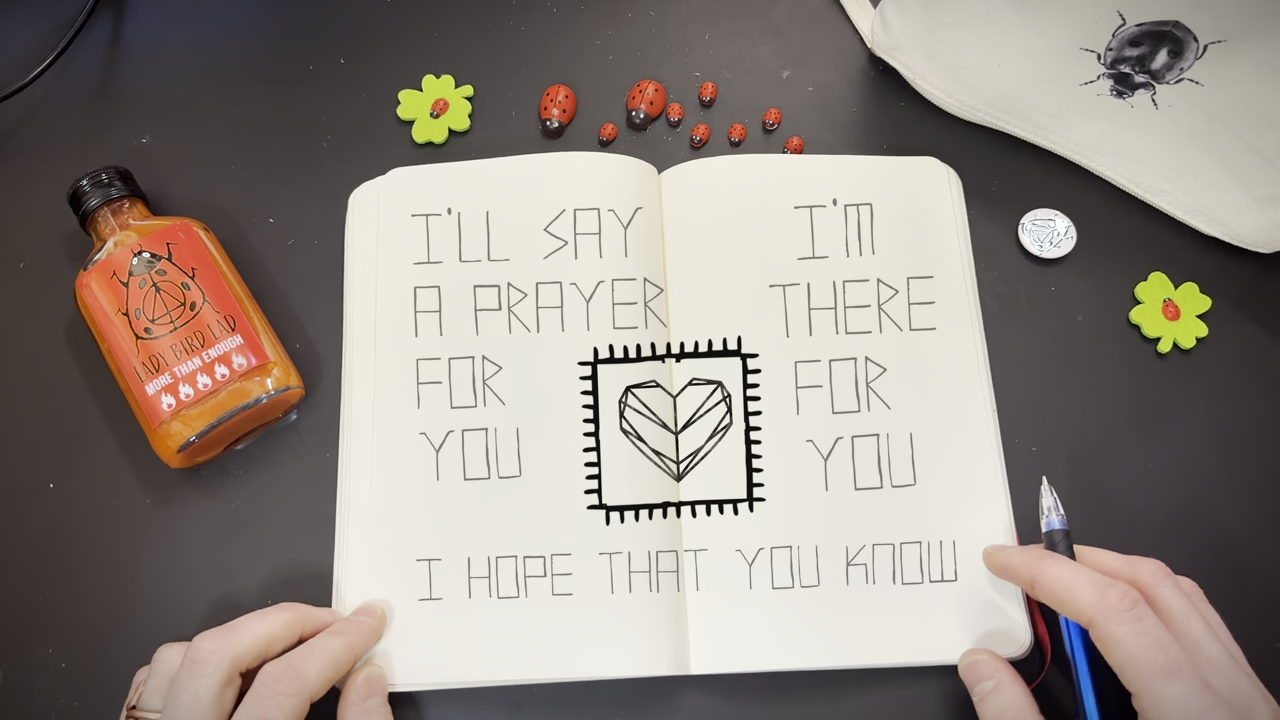 I'LL SAY
A PRAYER
FOR
YOU
I'M
THERE
FOR
YOU
I HOPE THAT YOU KNOW
LADY BIRD LAD
MORE THAN ENOUGH